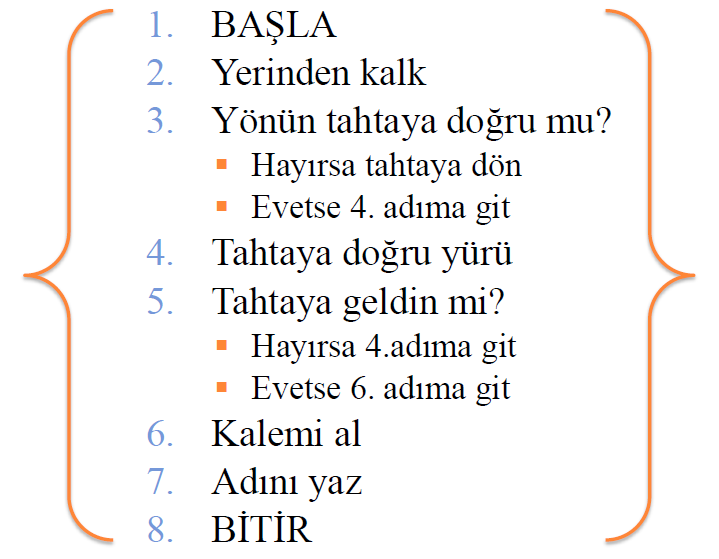 1. BAŞLA
2. Yerinden kalk
3. Yönün tahtaya doğru mu?
▪ Hayırsa tahtaya dön
▪ Evetse 4. adıma git
4. Tahtaya doğru yürü
5. Tahtaya geldin mi?
▪ Hayırsa 4.adıma git
▪ Evetse 6. adıma git
6. Kalemi al
7. Adını yaz
8. BİTİR